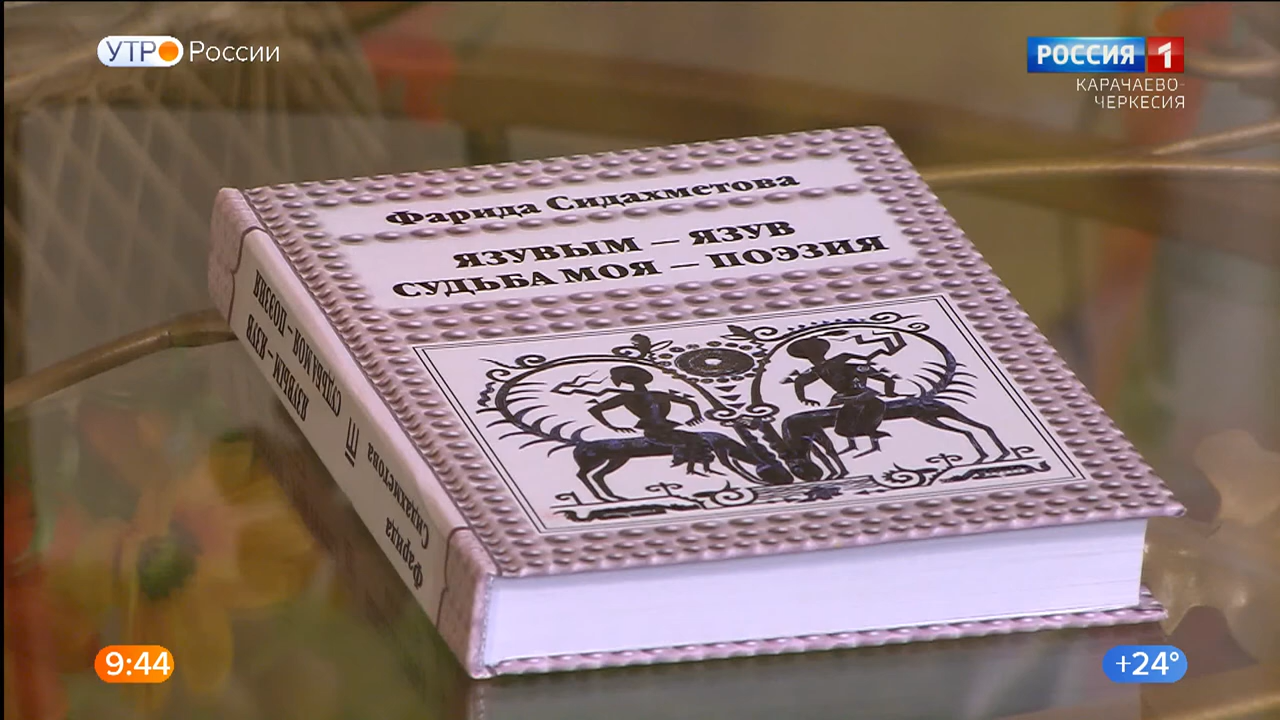 УТРО России
РОССИЯ 1
КАРАЧАЕВО-
ЧЕРКЕСИЯ
Фарида Сидахметова
ЯЗУВЫМ – ЯЗУВ
СУДЬБА МОЯ – ПОЭЗИЯ
ЯЗУВЫМ – ЯЗУВ
СУДЬБА МОЯ – ПОЭЗИЯ
Фарида
Сидахметова
9:44
+24°